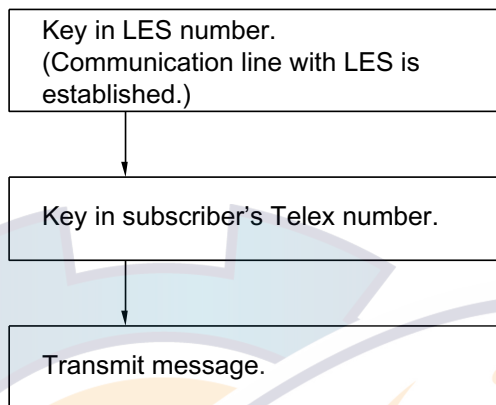 Key in LES number.
(Communication line with LES is
established.)
Key in subscriber's Telex number.
Transmit message.